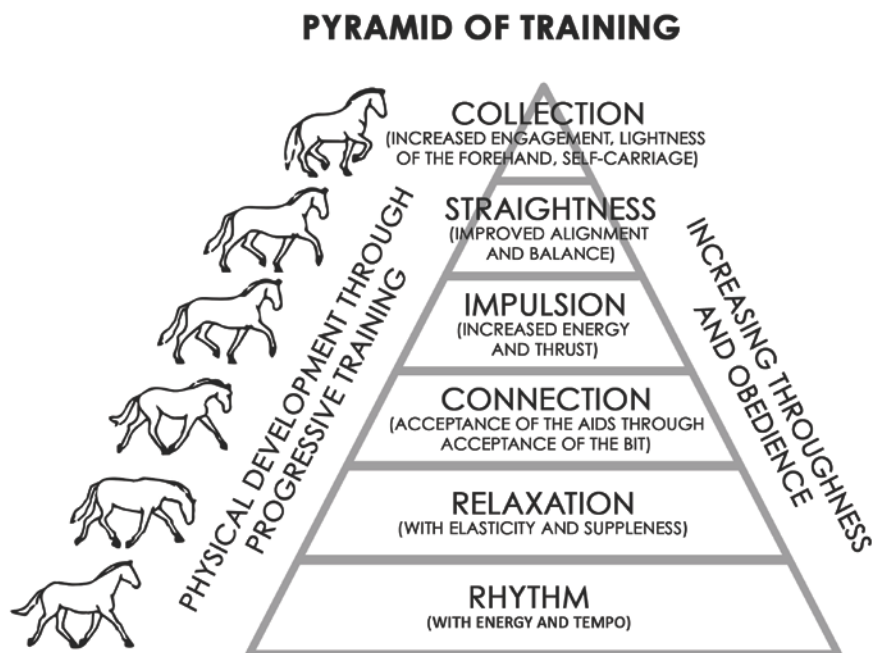 PYRAMID OF TRAINING
COLLECTION
(INCREASED ENGAGEMENT, LIGHTNESS
OF THE FOREHAND, SELF-CARRIAGE)
STRAIGHTNESS
(IMPROVED ALIGNMENT
AND BALANCE)
IMPULSION
(INCREASED ENERGY
AND THRUST)
CONNECTION
(ACCEPTANCE OF THE AIDS THROUGH
ACCEPTANCE OF THE BIT)
RELAXATION
(WITH ELASTICITY AND SUPPLENESS)
RHYTHM
(WITH ENERGY AND TEMPO)
PHYSICAL DEVELOPMENT THROUGH
PROGRESSIVE TRAINING
INCREASING THROUGHNESS
AND OBEDIENCE